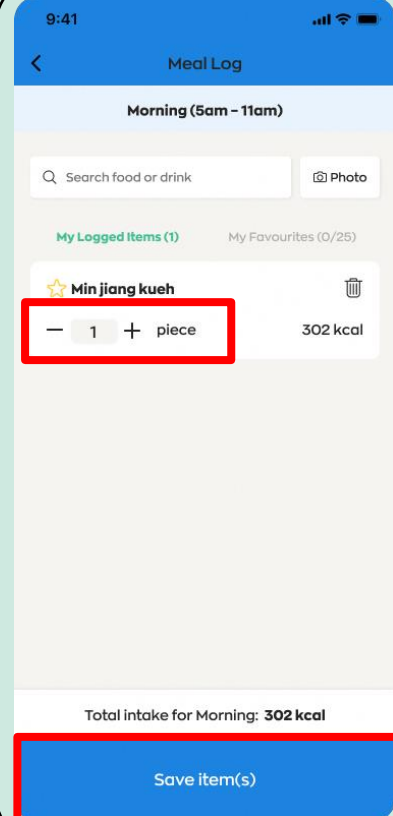 9:41
Meal Log
Morning (5am – 11am)
Search food or drink
Photo
My Logged Items (1) My Favourites (0/25)
Min jiang kueh
— 1 + piece 302 kcal
Total intake for Morning: 302 kcal
Save item(s)